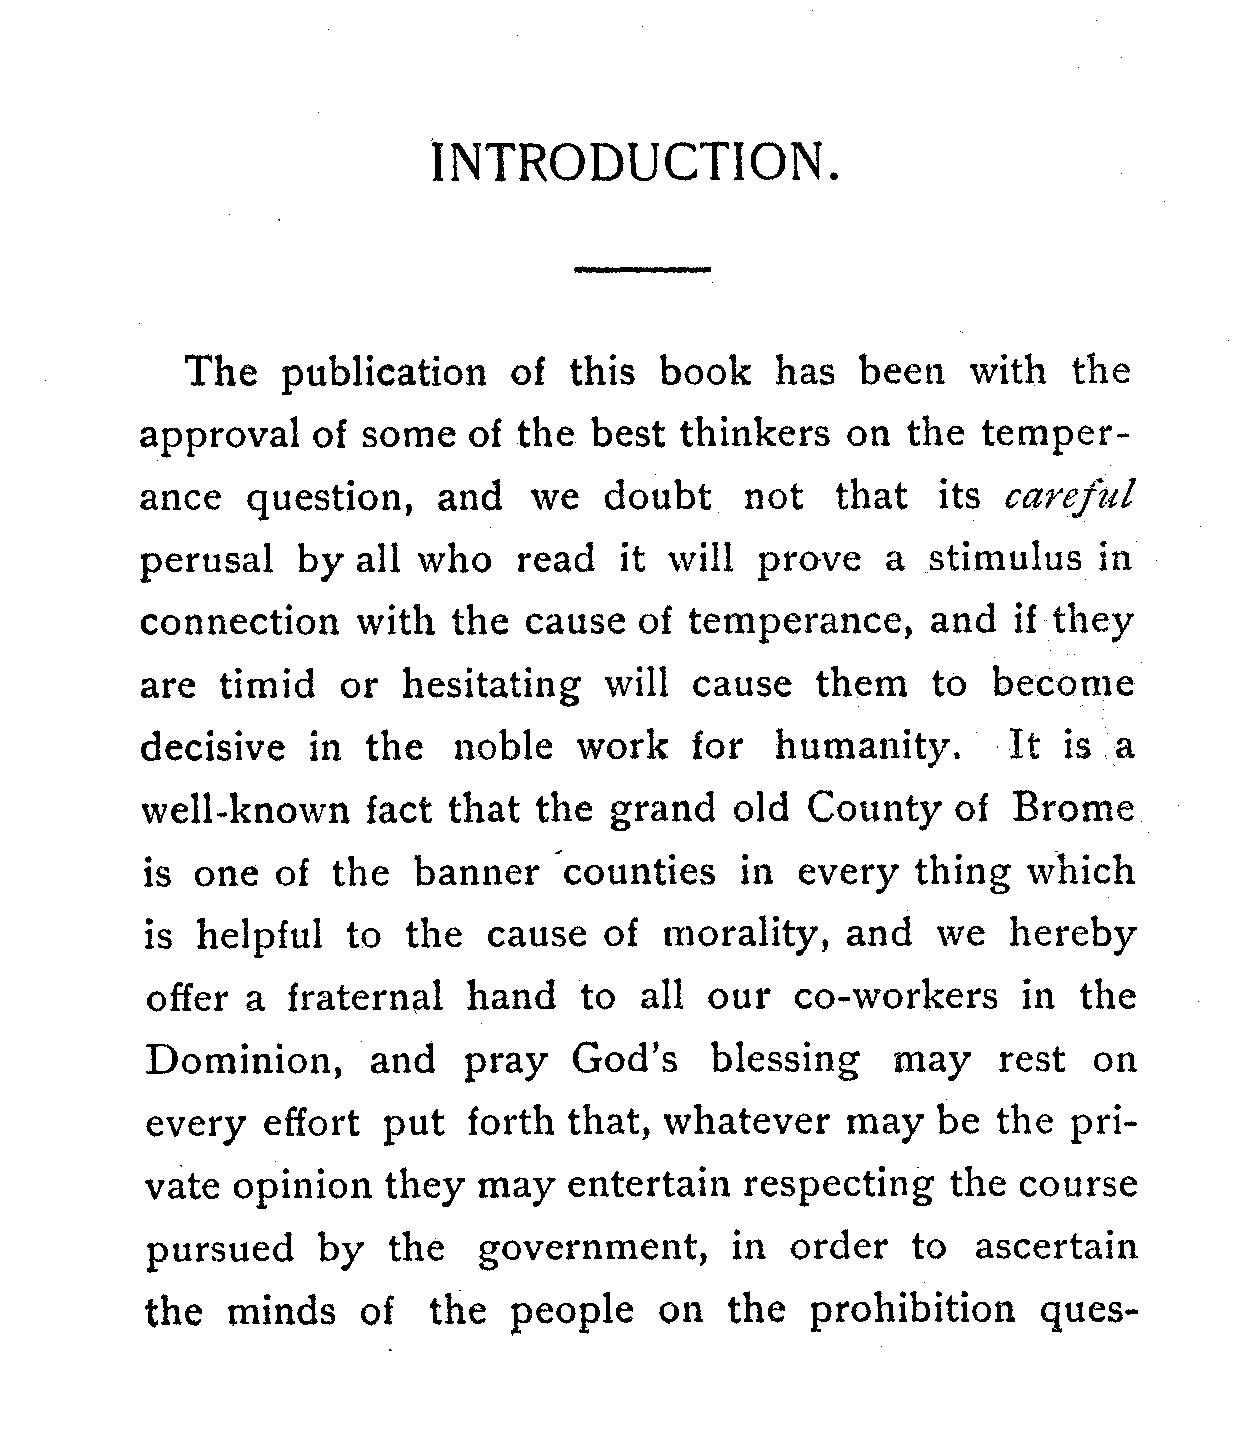 INTRODUCTION.
The publication of this book has been with the
approval of some of the best thinkers on the temper-
ance question, and we doubt not that its careful
perusal by all who read it will prove a stimulus in
connection with the cause of temperance, and if they
are timid or hesitating will cause them to become
decisive in the noble work for humanity. It is a
well-known fact that the grand old County of Brome
is one of the banner counties in every thing which
is helpful to the cause of morality, and we hereby
offer a fraternal hand to all our co-workers in the
Dominion, and pray God's blessing may rest on
every effort put forth that, whatever may be the pri-
vate opinion they may entertain respecting the course
pursued by the government, in order to ascertain
the minds of the people on the prohibition ques-